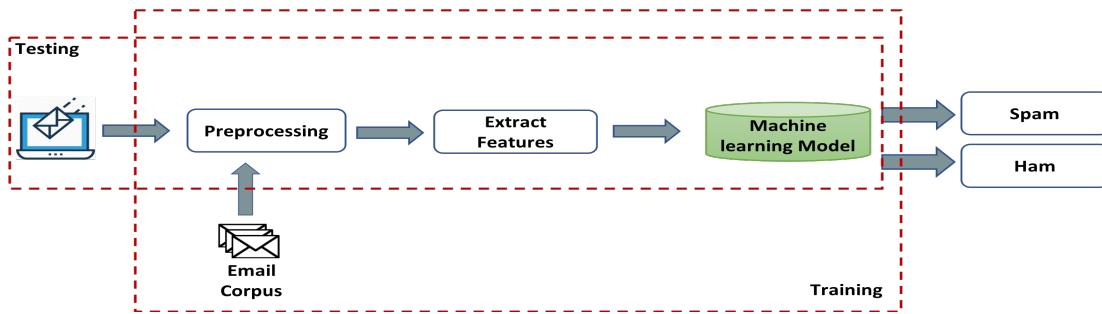 Testing
Preprocessing
Extract
Features
Machine
learning Model
Spam
Ham
Email
Corpus
Training